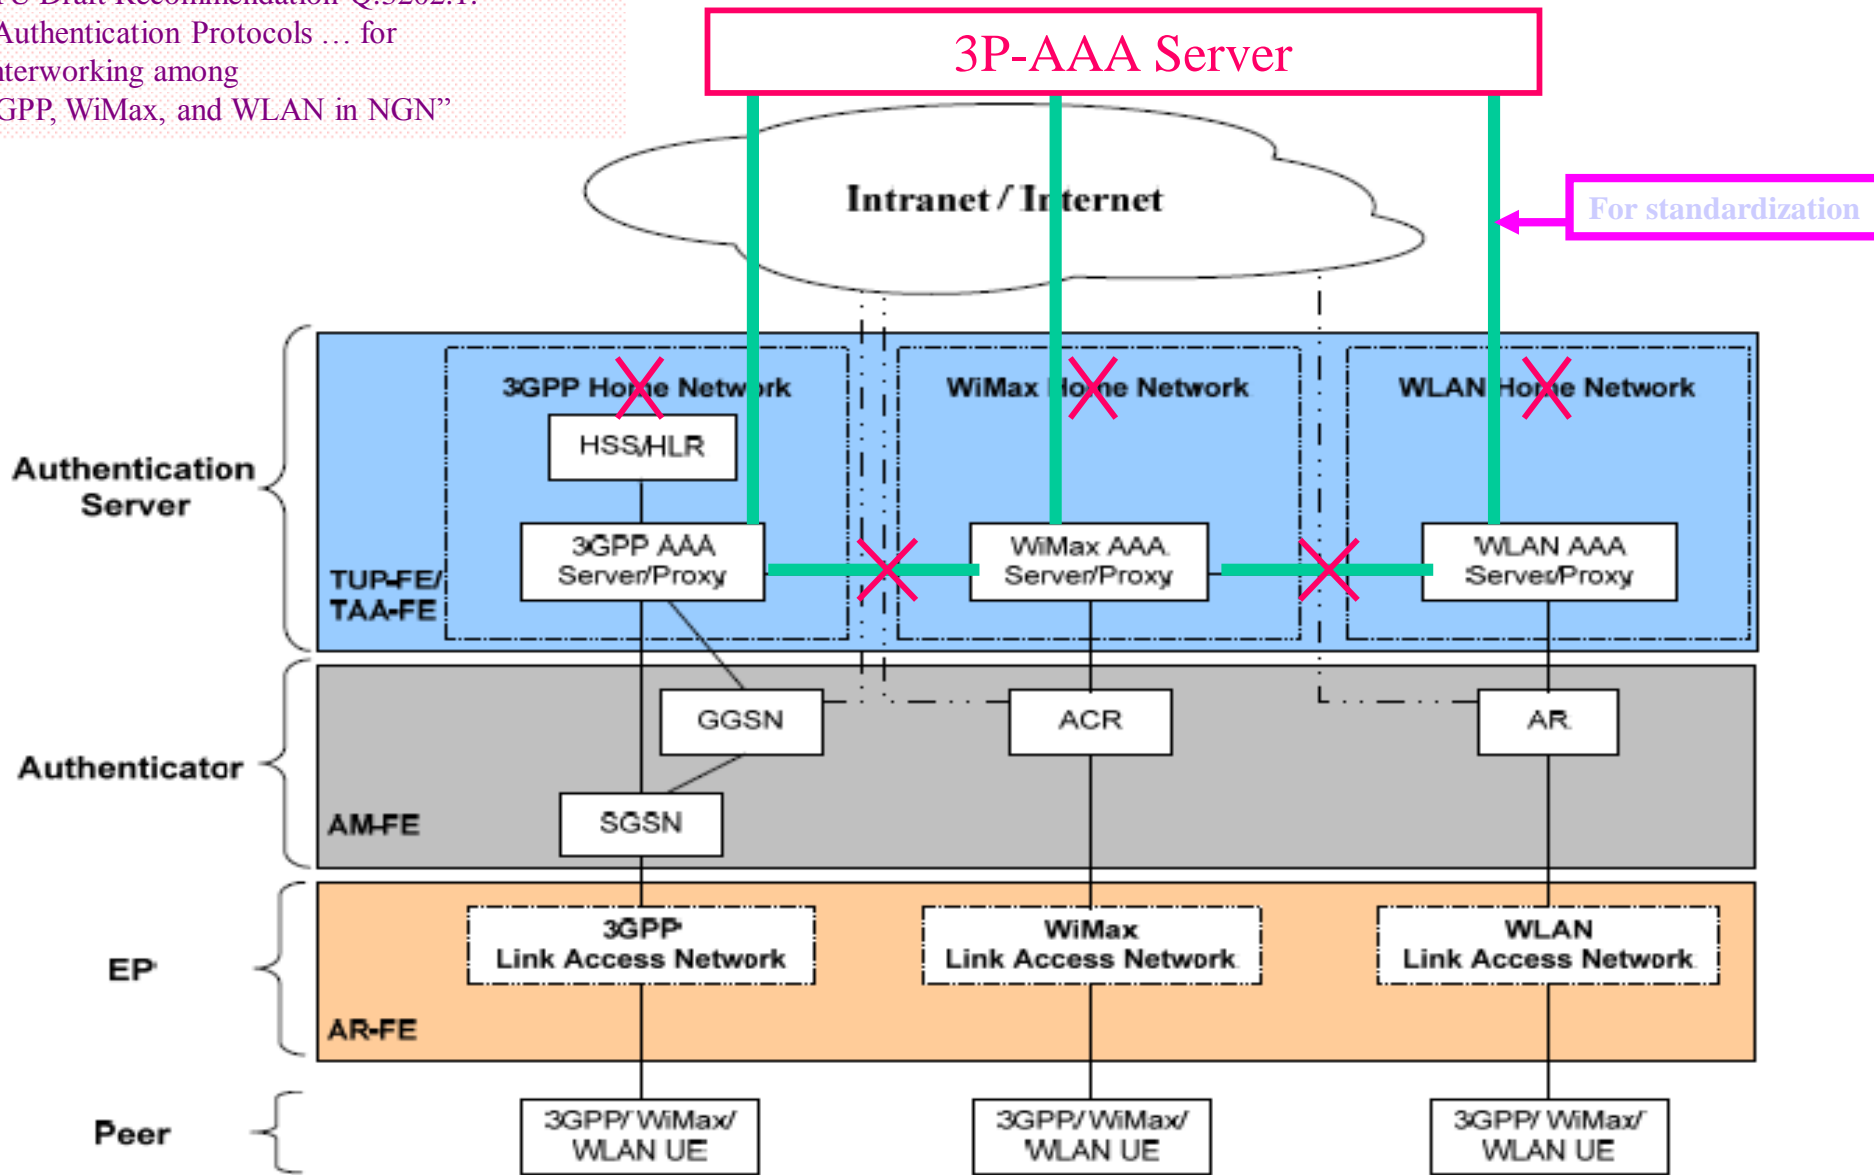 Draft Recommendation Q.3202.1:
Authentication Protocols … for
nterworking among
GPP, WiMax, and WLAN in NGN”
3P-AAA Server
Intranet / Internet
For standardization
3GPP Home Network
WiMax Home Network
WLAN Home Network
HSS/HLR
Authentication
Server
3GPP AAA
Server/Proxy
WiMax AAA
Server/Proxy
WLAN AAA
Server/Proxy
TUP-FE/
TAA-FE
GGSN
ACR
AR
Authenticator
SGSN
AM-FE
3GPP
Link Access Network
WiMax
Link Access Network
WLAN
Link Access Network
EP
AR-FE
Peer
3GPP/ WiMax/
WLAN UE
3GPP/ WiMax/
WLAN UE
3GPP/ WiMax/
WLAN UE